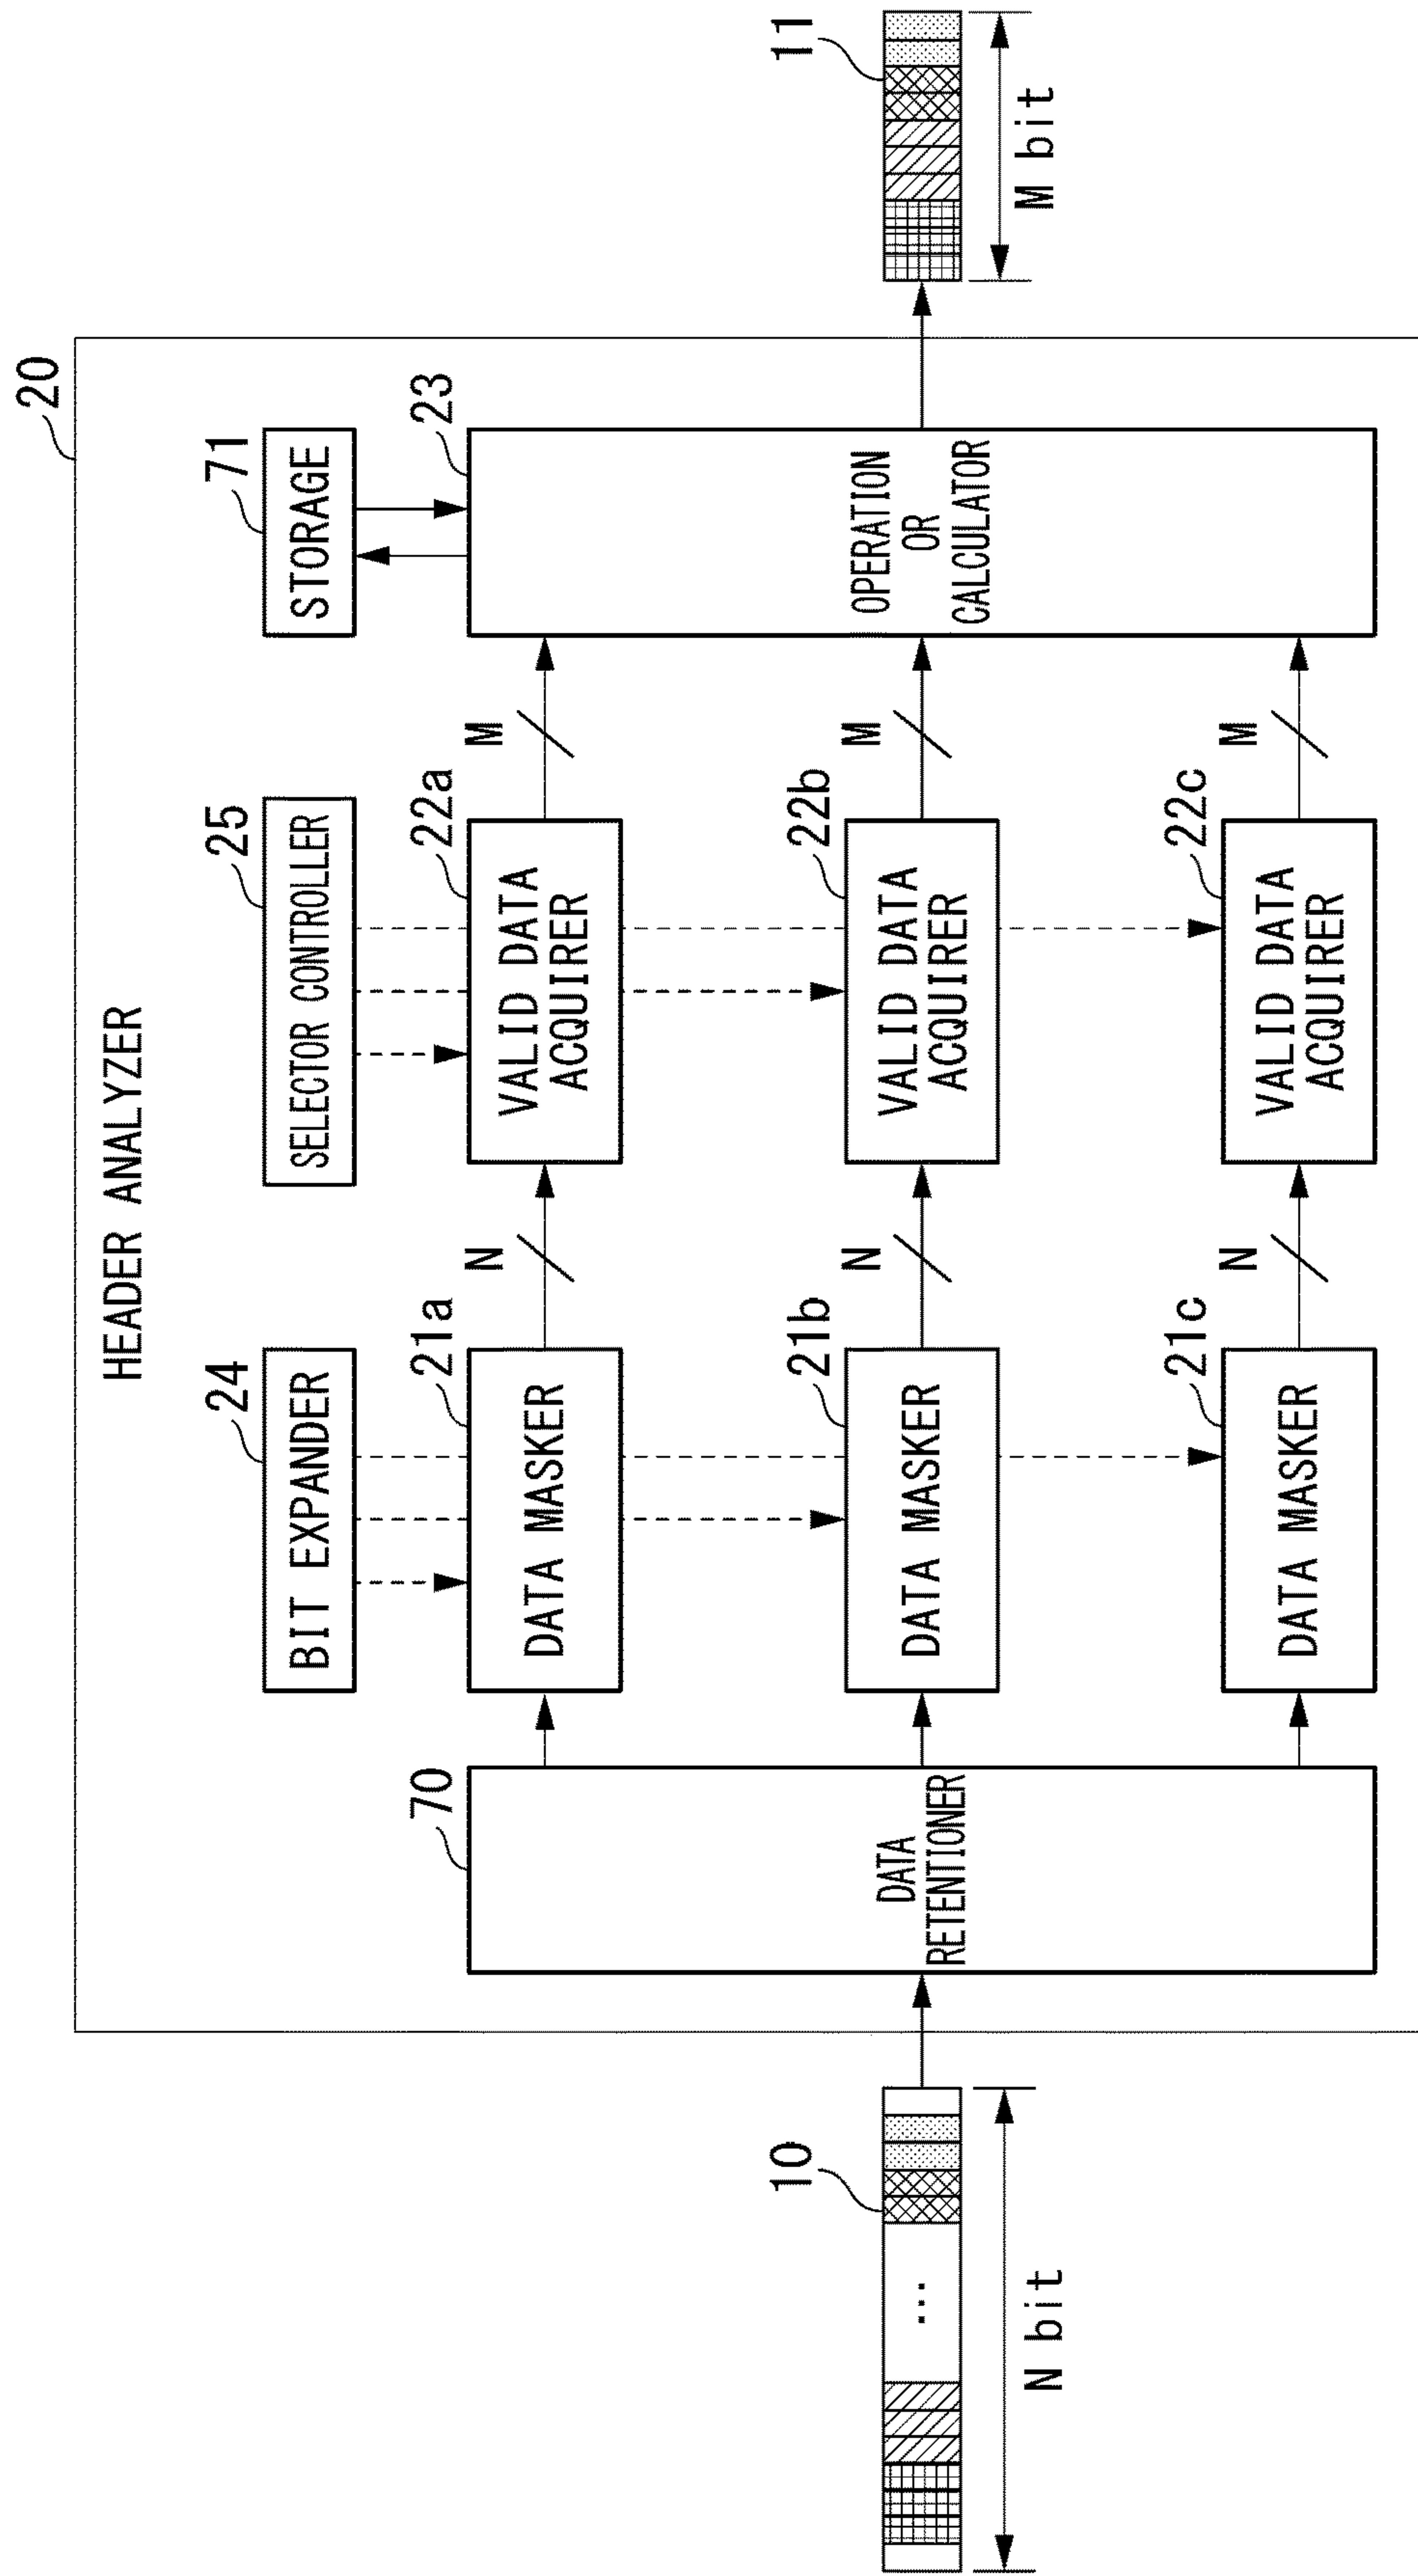 20
HEADER ANALYZER
24
BIT EXPANDER
25
SELECTOR CONTROLLER
71
STORAGE
70
DATA
RETENTIONER
21a
DATA MASKER
N
22a
VALID DATA
ACQUIRER
M
23
OPERATION
OR
CALCULATOR
21b
DATA MASKER
N
22b
VALID DATA
ACQUIRER
M
21c
DATA MASKER
N
22c
VALID DATA
ACQUIRER
M
10
...
N bit
11
M bit